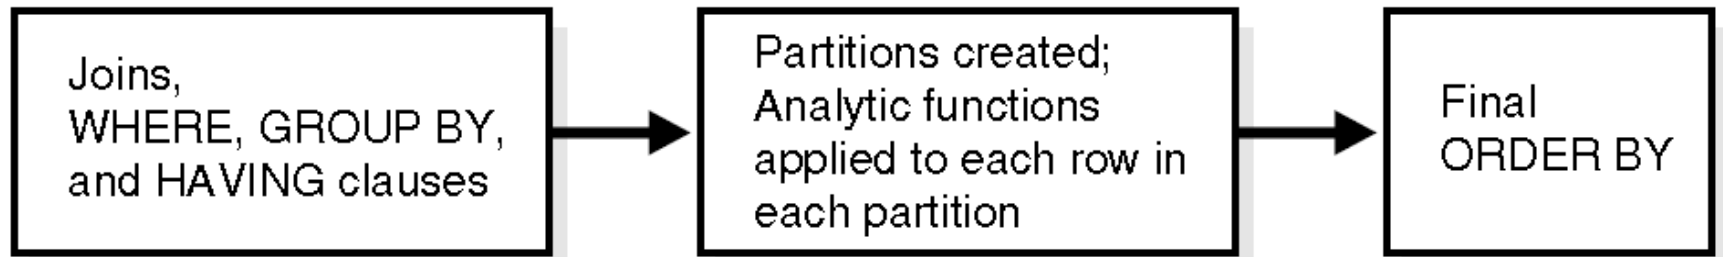 Joins,
WHERE, GROUP BY,
and HAVING clauses
Partitions created;
Analytic functions
applied to each row in
each partition
Final
ORDER BY